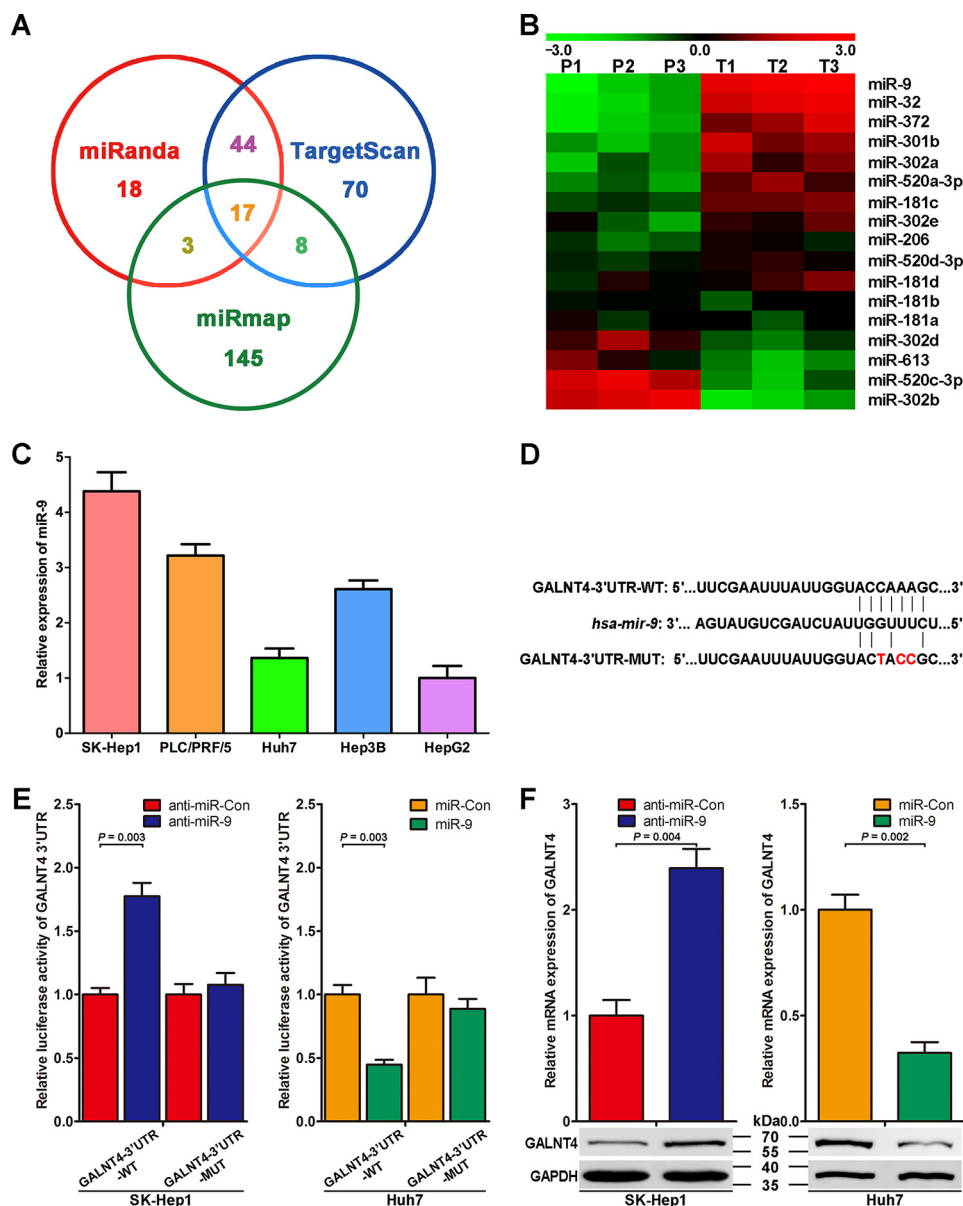 A
miRanda
18
44
TargetScan
70
17
3
8
miRmap
145
B
−3.0 0.0 3.0
P1 P2 P3 T1 T2 T3
miR-9
miR-32
miR-372
miR-301b
miR-302a
miR-520a-3p
miR-181c
miR-302e
miR-206
miR-520d-3p
miR-181d
miR-181b
miR-181a
miR-302d
miR-613
miR-520c-3p
miR-302b
C
Relative expression of miR-9
5
4
3
2
1
0
SK-Hep1 PLC/PRF/5 Huh7 Hep3B HepG2
D
GALNT4-3'UTR-WT: 5'...UUCGAAUUUAUUGGUACCAAAGC...3'
hsa-mir-9: 3'... AGUAUGUCGAUCUAUUGGUUUCU...5'
GALNT4-3'UTR-MUT: 5'...UUCGAAUUUAUUGGUACTACCGC...3'
E
Relative luciferase activity of GALNT4 3'UTR
2.5
2.0
1.5
1.0
0.5
0.0
anti-miR-Con
anti-miR-9
P = 0.003
GALNT4-3'UTR
-WT
GALNT4-3'UTR
-MUT
SK-Hep1
Relative luciferase activity of GALNT4 3'UTR
2.5
2.0
1.5
1.0
0.5
0.0
miR-Con
miR-9
P = 0.003
GALNT4-3'UTR
-WT
GALNT4-3'UTR
-MUT
Huh7
F
Relative mRNA expression of GALNT4
3
2
1
0
anti-miR-Con
anti-miR-9
P = 0.004
Relative mRNA expression of GALNT4
1.5
1.0
0.5
0.0
miR-Con
miR-9
P = 0.002
kDa
GALNT4
70
55
GAPDH
40
35
SK-Hep1
Huh7